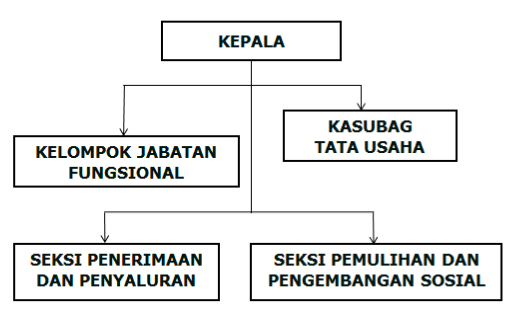 KEPALA
KASUBAG
TATA USAHA
KELOMPOK JABATAN
FUNGSIONAL
SEKSI PENERIMAAN
DAN PENYALURAN
SEKSI PEMULIHAN DAN
PENGEMBANGAN SOSIAL